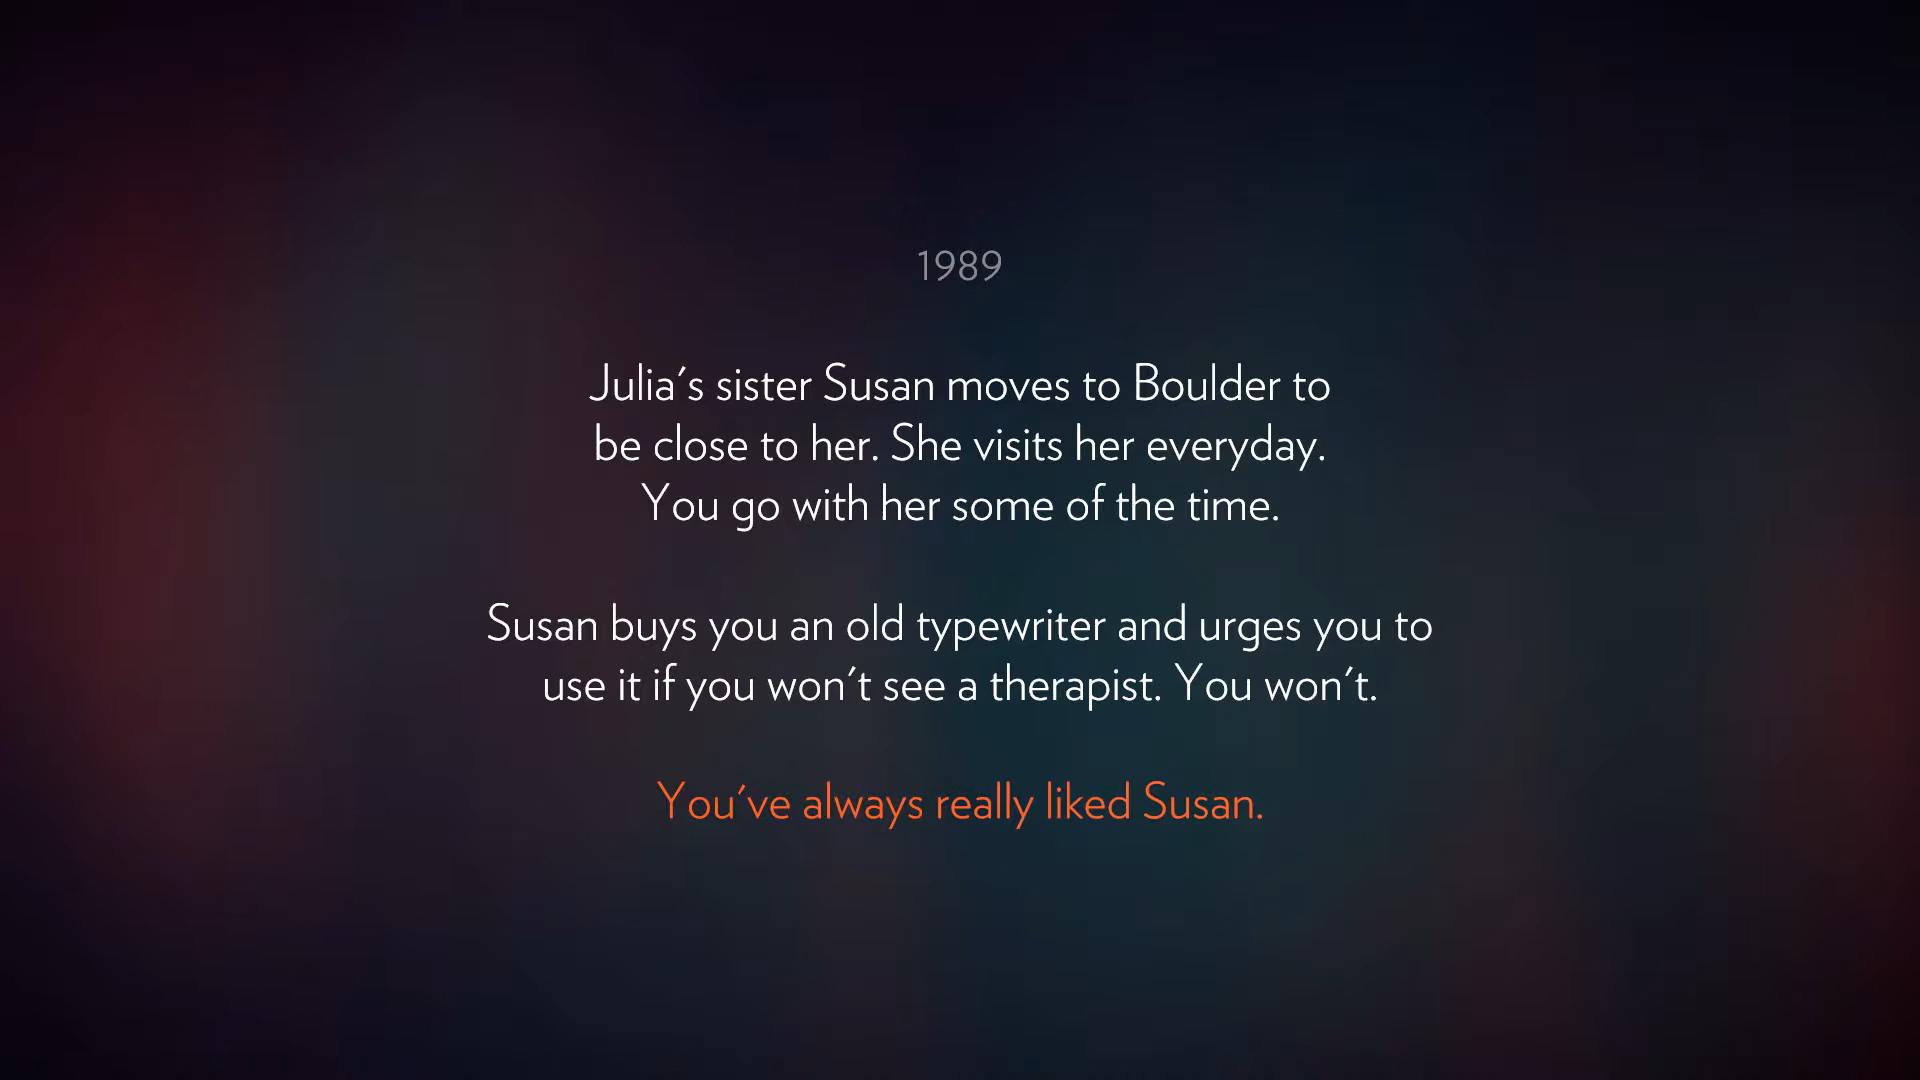 1989
Julia's sister Susan moves to Boulder to
be close to her. She visits her everyday.
You go with her some of the time.
Susan buys you an old typewriter and urges you to
use it if you won't see a therapist. You won't.
You've always really liked Susan.